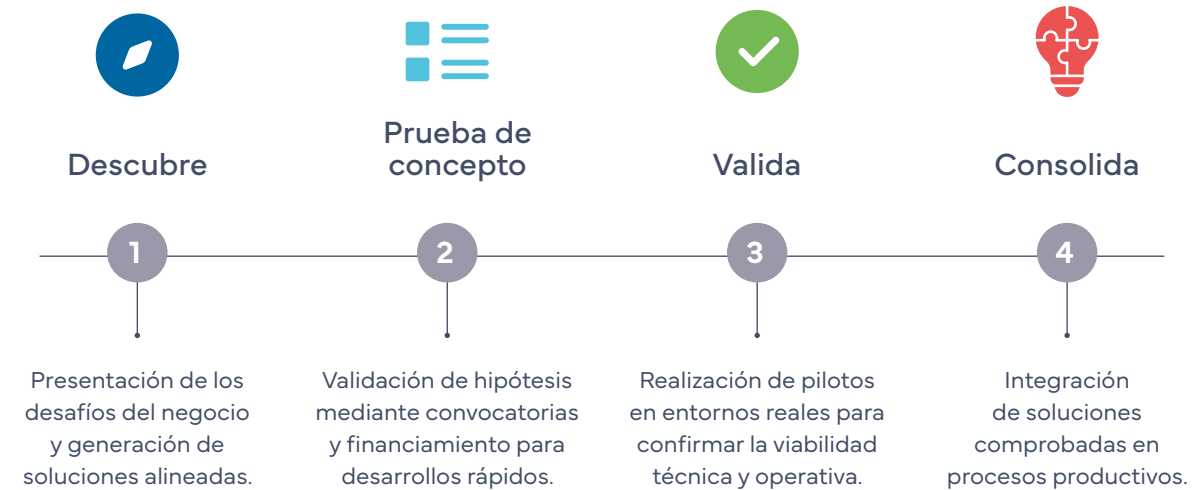 Descubre
Prueba de
concepto
Valida
Consolida
1
2
3
4
Presentación de los
desafíos del negocio
y generación de
soluciones alineadas.
Validación de hipótesis
mediante convocatorias
y financiamiento para
desarrollos rápidos.
Realización de pilotos
en entornos reales para
confirmar la viabilidad
técnica y operativa.
Integración
de soluciones
comprobadas en
procesos productivos.